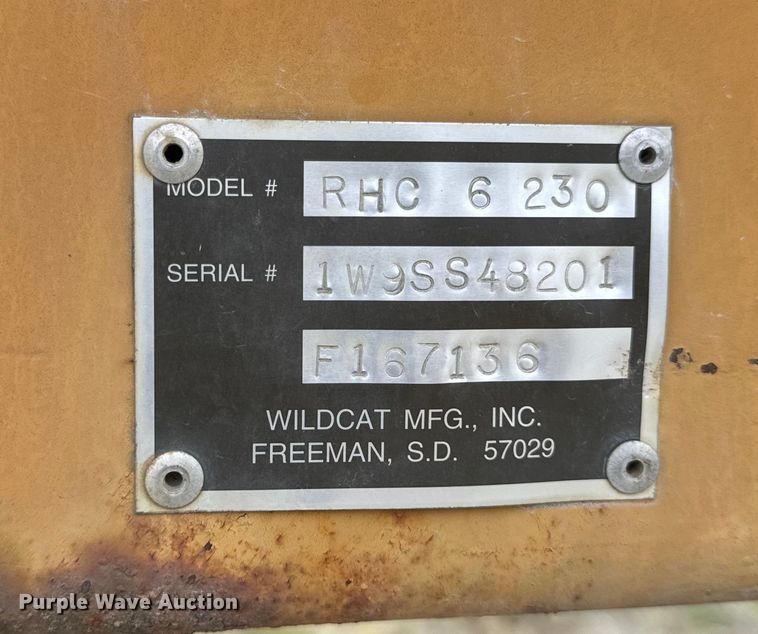 MODEL # RHC 6 230
SERIAL # 1W9SS48201
F167136
WILDCAT MFG., INC.
FREEMAN, S.D. 57029
Purple Wave Auction